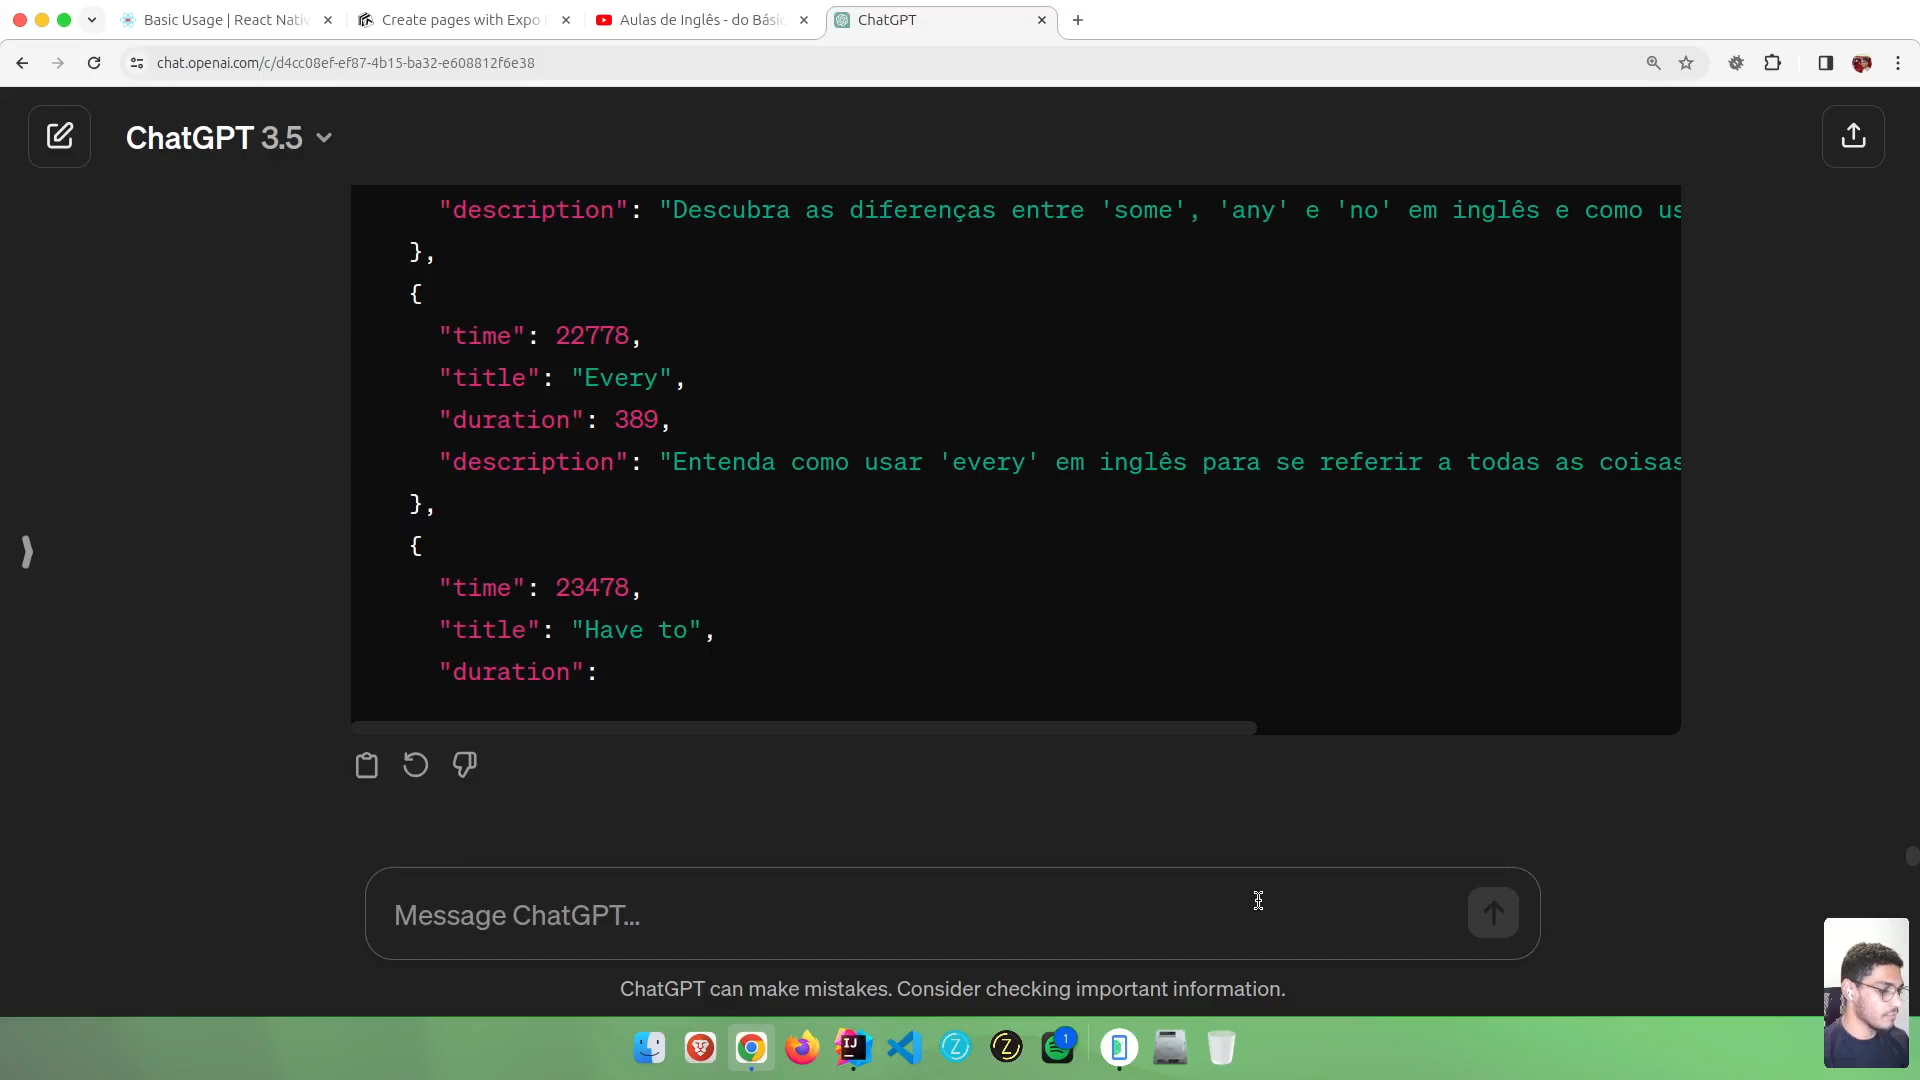 Basic Usage | React Nativ
Create pages with Expo
Aulas de Inglês - do Bási
ChatGPT
chat.openai.com/c/d4cc08ef-ef87-4b15-ba32-e608812f6e38
ChatGPT 3.5
"description": "Descubra as diferenças entre 'some', 'any' e 'no' em inglês e como us
},
{
"time": 22778,
"title": "Every",
"duration": 389,
"description": "Entenda como usar 'every' em inglês para se referir a todas as coisas
},
{
"time": 23478,
"title": "Have to",
"duration":
Message ChatGPT...
ChatGPT can make mistakes. Consider checking important information.
IJ
Z
Z
1